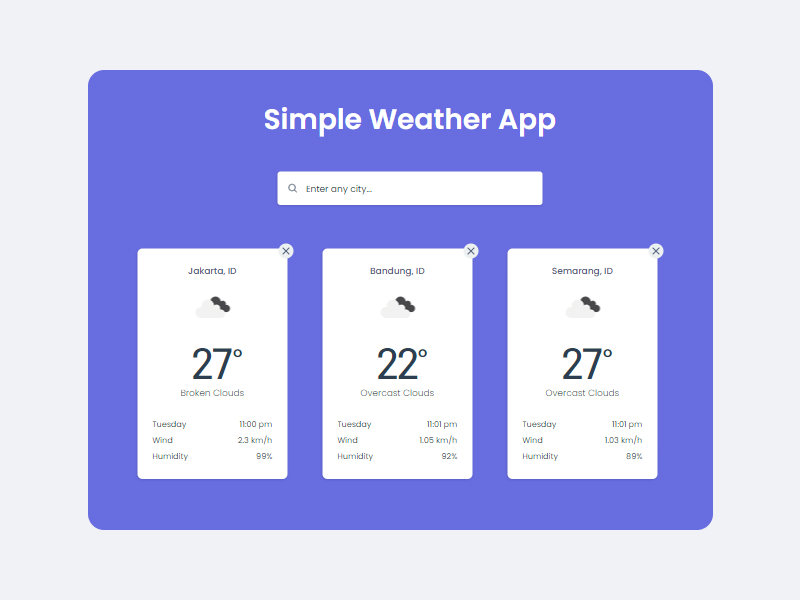 Simple Weather App
Enter any city...
Jakarta, ID
27°
Broken Clouds
Tuesday 11:00 pm
Wind 2.3 km/h
Humidity 99%
Bandung, ID
22°
Overcast Clouds
Tuesday 11:01 pm
Wind 1.05 km/h
Humidity 92%
Semarang, ID
27°
Overcast Clouds
Tuesday 11:01 pm
Wind 1.03 km/h
Humidity 89%